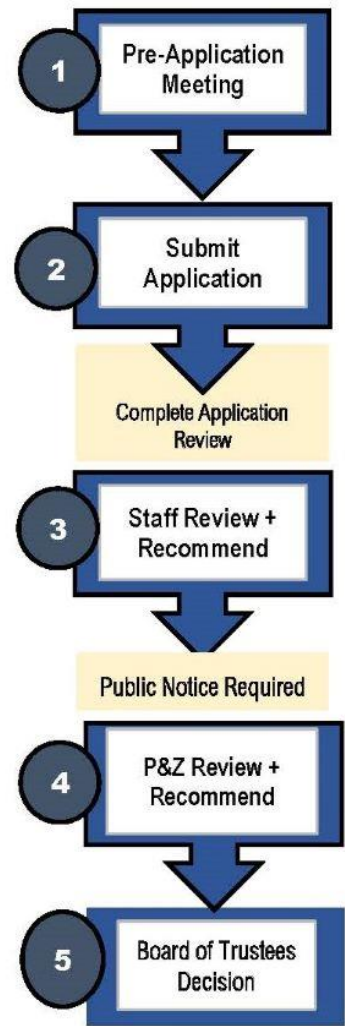 1
Pre-Application
Meeting
2
Submit
Application
Complete Application
Review
3
Staff Review +
Recommend
Public Notice Required
4
P&Z Review +
Recommend
5
Board of Trustees
Decision